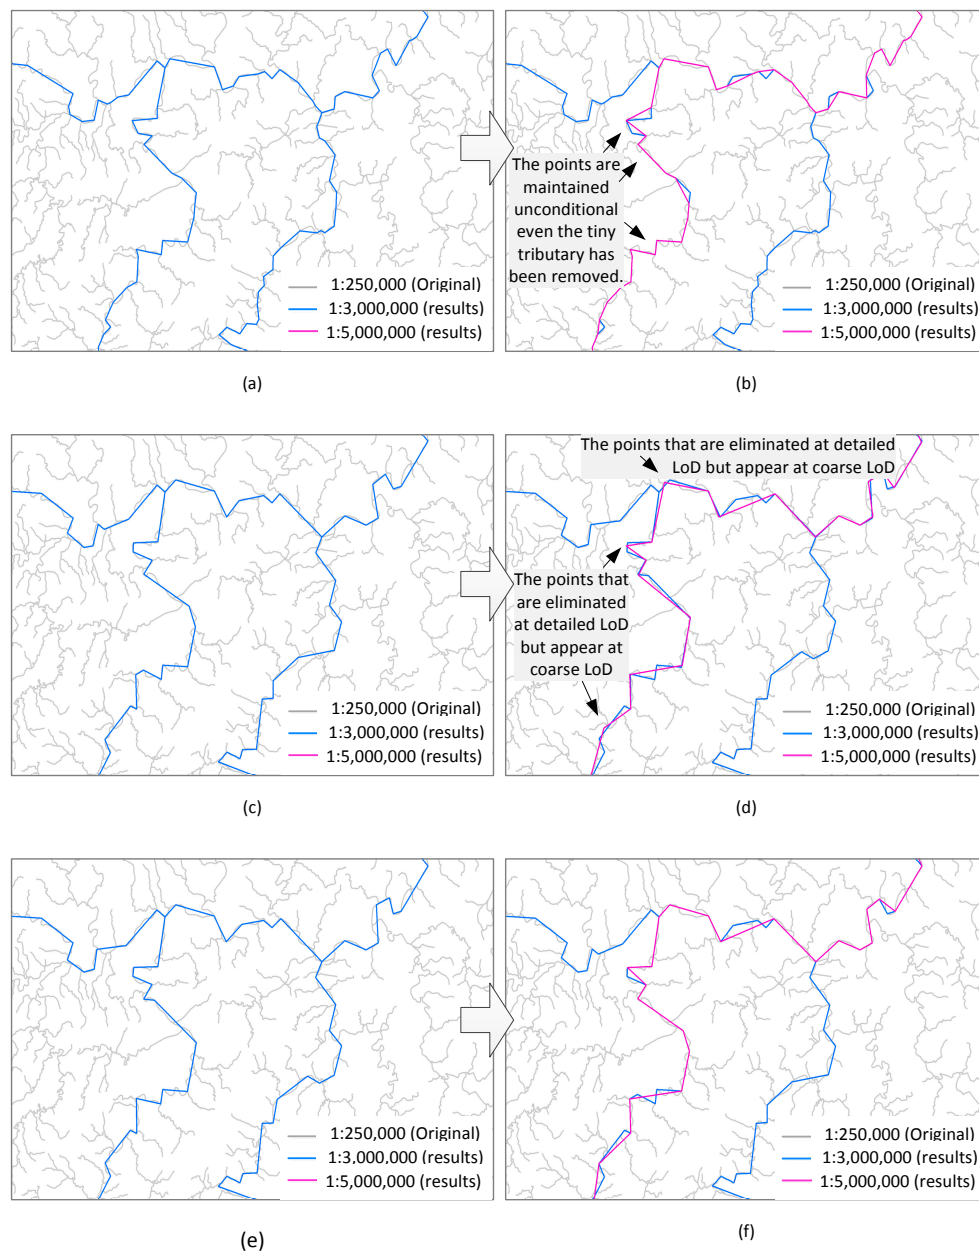 1:250,000 (Original)
1:3,000,000 (results)
1:5,000,000 (results)
(a)
The points are
maintained
unconditional
even the tiny
tributary has
been removed.
1:250,000 (Original)
1:3,000,000 (results)
1:5,000,000 (results)
(b)
1:250,000 (Original)
1:3,000,000 (results)
1:5,000,000 (results)
(c)
The points that are eliminated at detailed
LoD but appear at coarse LoD
The points that
are eliminated
at detailed LoD
but appear at
coarse LoD
1:250,000 (Original)
1:3,000,000 (results)
1:5,000,000 (results)
(d)
1:250,000 (Original)
1:3,000,000 (results)
1:5,000,000 (results)
(e)
1:250,000 (Original)
1:3,000,000 (results)
1:5,000,000 (results)
(f)